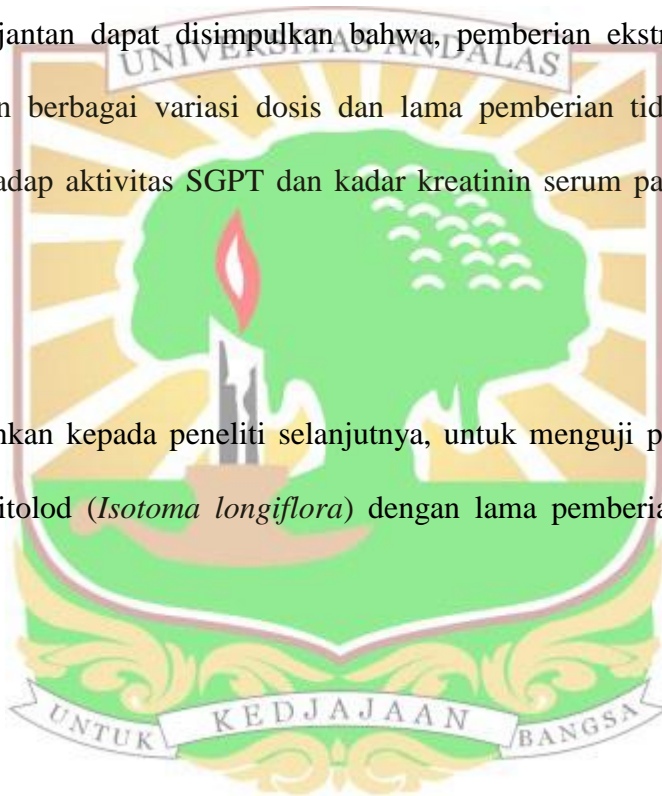 jantan dapat disimpulkan bahwa, pemberian ekstr
UNIVERSITAS ANDALAS
n berbagai variasi dosis dan lama pemberian tid
adap aktivitas SGPT dan kadar kreatinin serum pa
nkan kepada peneliti selanjutnya, untuk menguji p
itolod (Isotoma longiflora) dengan lama pemberia
UNTUK KEDJAJAAN BANGSA